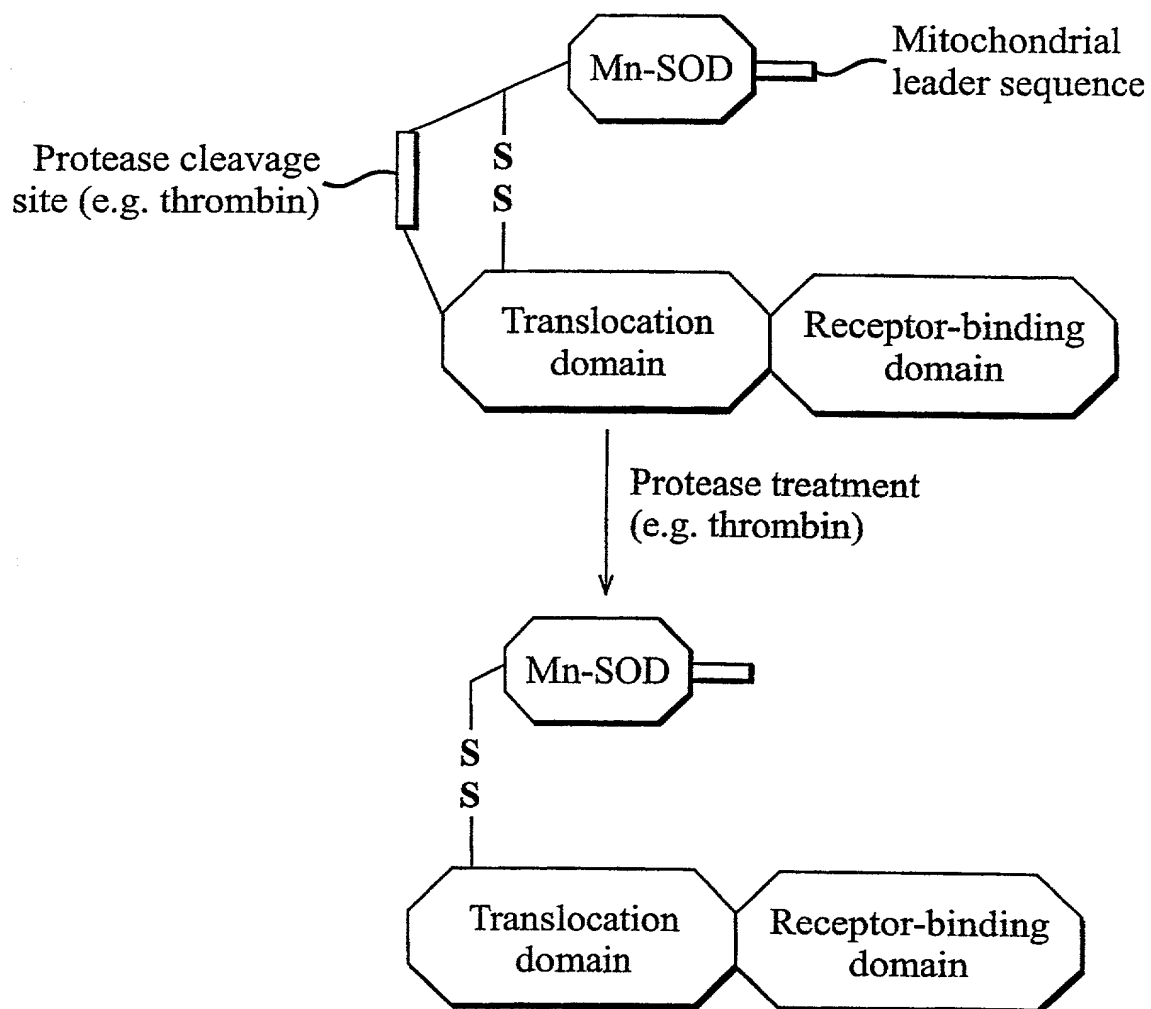 Mn-SOD
Mitochondrial
leader sequence
Protease cleavage
site (e.g. thrombin)
S
S
Translocation
domain
Receptor-binding
domain
Protease treatment
(e.g. thrombin)
Mn-SOD
S
S
Translocation
domain
Receptor-binding
domain